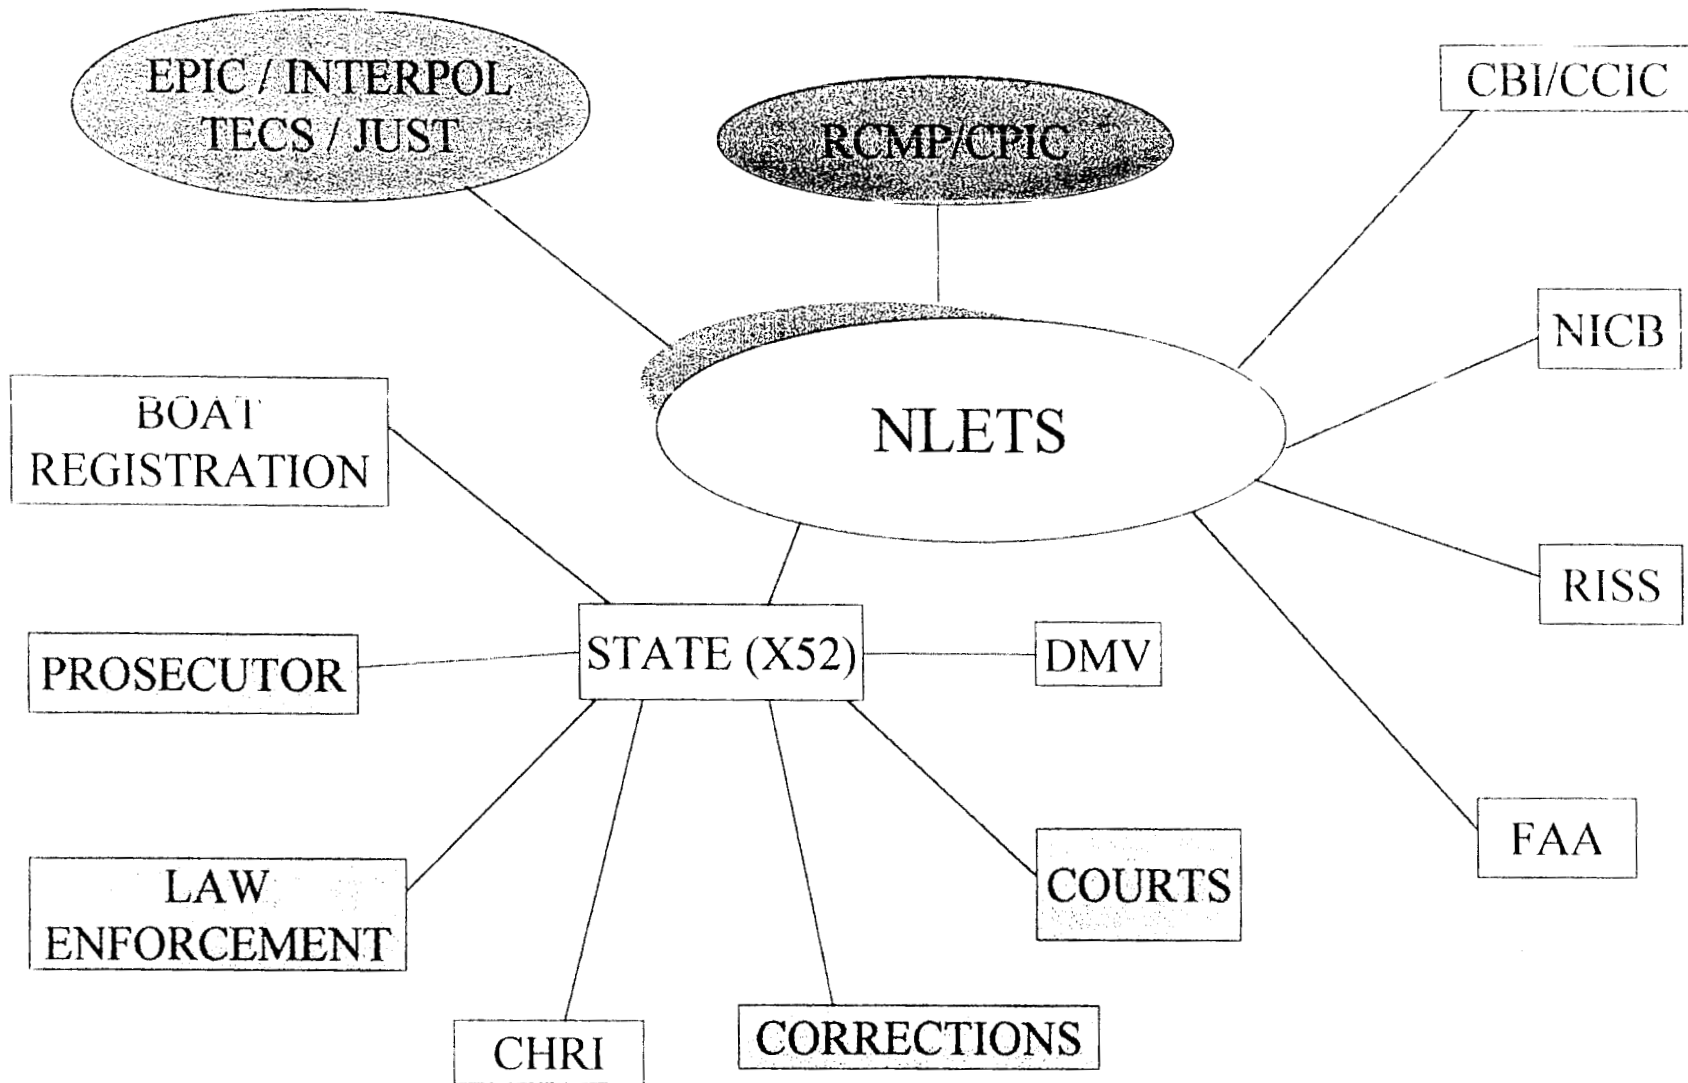 EPIC / INTERPOL
TECS / JUST
RCMP/CPIC
CBI/CCIC
NICB
NLETS
BOAT
REGISTRATION
RISS
STATE (X52)
DMV
PROSECUTOR
FAA
COURTS
LAW
ENFORCEMENT
CORRECTIONS
CHRI